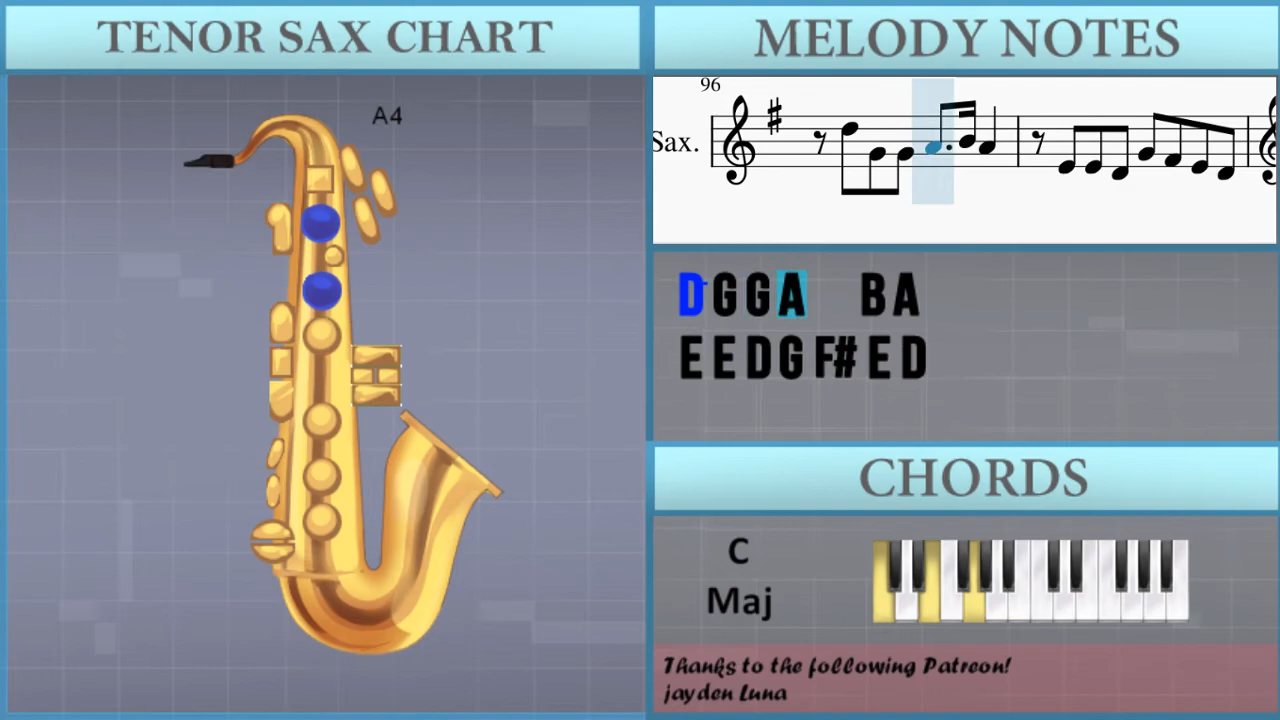 TENOR SAX CHART
A4
MELODY NOTES
96
Sax.
DGGA BA
EEDGF#ED
CHORDS
C
Maj
Thanks to the following Patreon!
jayden Luna